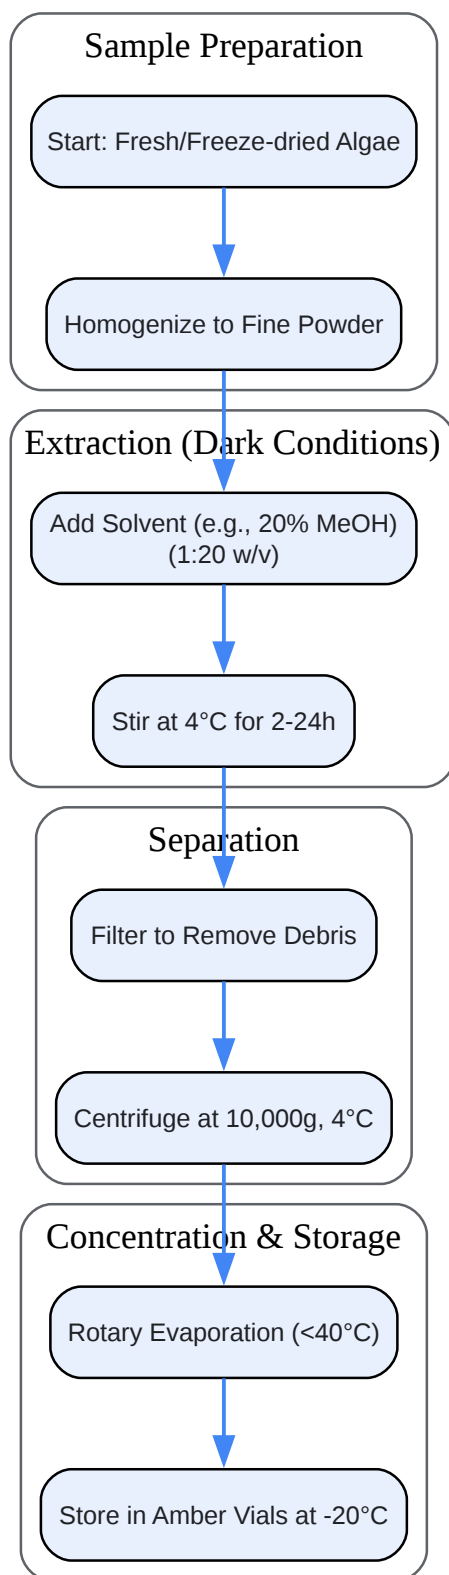 Sample Preparation
Start: Fresh/Freeze-dried Algae
Homogenize to Fine Powder
Extraction (Dark Conditions)
Add Solvent (e.g., 20% MeOH)
(1:20 w/v)
Stir at 4°C for 2-24h
Separation
Filter to Remove Debris
Centrifuge at 10,000g, 4°C
Concentration & Storage
Rotary Evaporation (<40°C)
Store in Amber Vials at -20°C